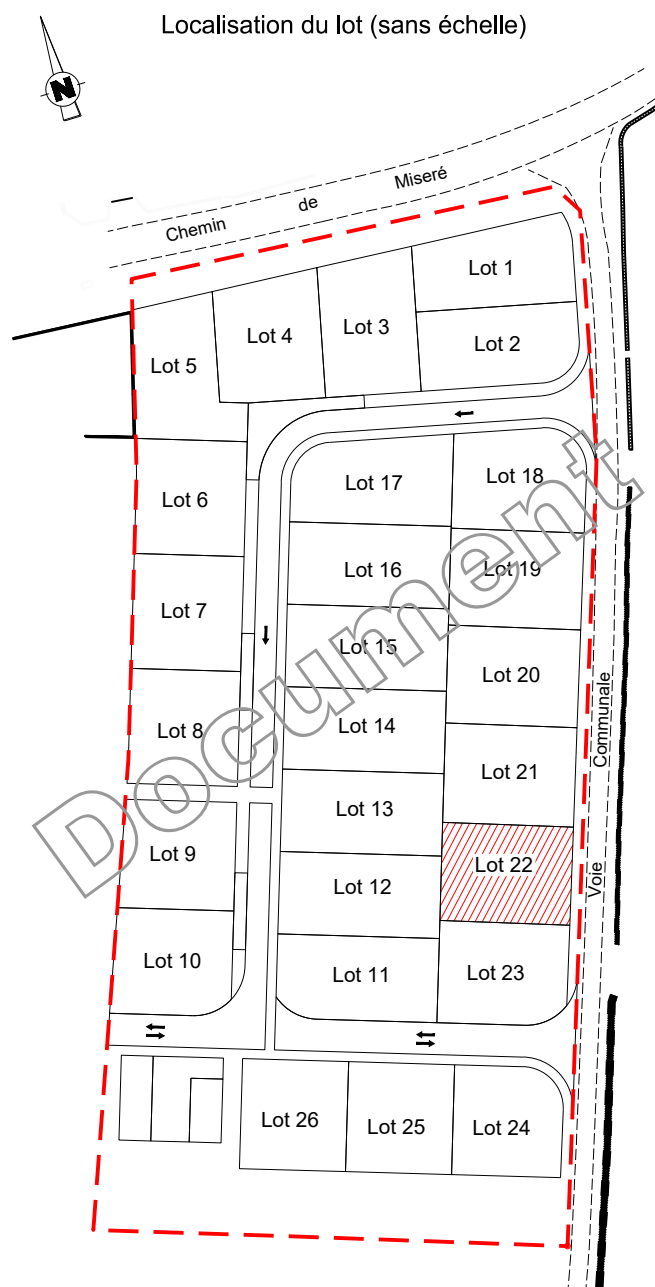 Localisation du lot (sans échelle)
N
Chemin de Miseré
Lot 1
Lot 2
Lot 3
Lot 4
Lot 5
Lot 6
Lot 7
Lot 8
Lot 9
Lot 10
Lot 17
Lot 18
Lot 16
Lot 19
Lot 15
Lot 20
Lot 14
Lot 21
Lot 13
Lot 22
Lot 12
Lot 11
Lot 23
Voie Communale
Lot 26
Lot 25
Lot 24
Document